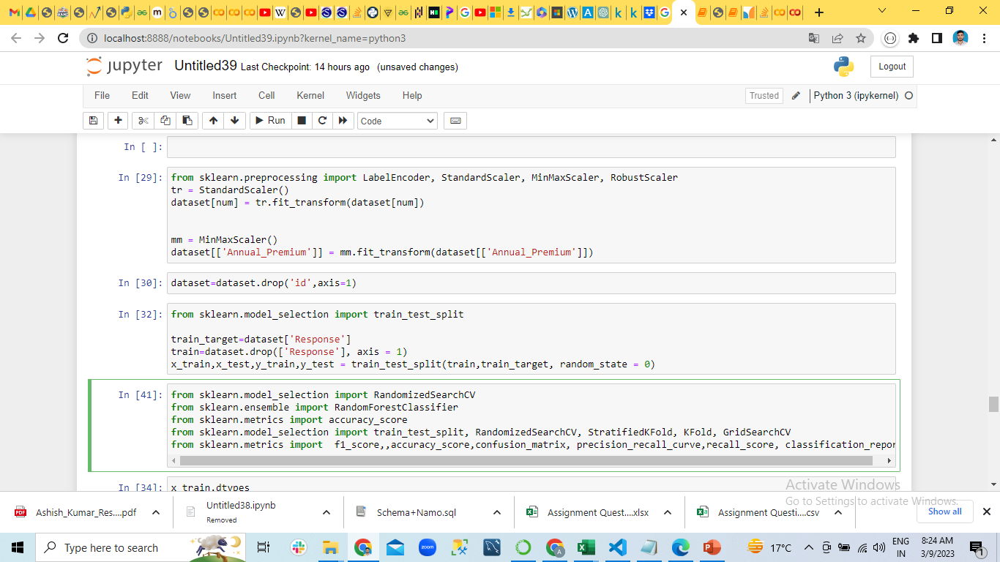 localhost:8888/notebooks/Untitled39.ipynb?kernel_name=python3
jupyter Untitled39 Last Checkpoint: 14 hours ago (unsaved changes)
Logout
File Edit View Insert Cell Kernel Widgets Help
Trusted Python 3 (ipykernel)
Run Code
In [ ]:
In [29]: from sklearn.preprocessing import LabelEncoder, StandardScaler, MinMaxScaler, RobustScaler
tr = StandardScaler()
dataset[num] = tr.fit_transform(dataset[num])
mm = MinMaxScaler()
dataset[['Annual_Premium']] = mm.fit_transform(dataset[['Annual_Premium']])
In [30]: dataset=dataset.drop('id',axis=1)
In [32]: from sklearn.model_selection import train_test_split
train_target=dataset['Response']
train=dataset.drop(['Response'], axis = 1)
x_train,x_test,y_train,y_test = train_test_split(train,train_target, random_state = 0)
In [41]: from sklearn.model_selection import RandomizedSearchCV
from sklearn.ensemble import RandomForestClassifier
from sklearn.metrics import accuracy_score
from sklearn.model_selection import train_test_split, RandomizedSearchCV, StratifiedKFold, KFold, GridSearchCV
from sklearn.metrics import  f1_score,,accuracy_score,confusion_matrix, precision_recall_curve,recall_score, classification_repor
In [34]: x_train.dtypes
Activate Windows
Go to Settings to activate Windows.
Ashish_Kumar_Res....pdf
Untitled38.ipynb
Removed
Schema+Namo.sql
Assignment Quest....xlsx
Assignment Questi....csv
Show all
Type here to search
zoom
17°C
ENG
IN
8:24 AM
3/9/2023
1